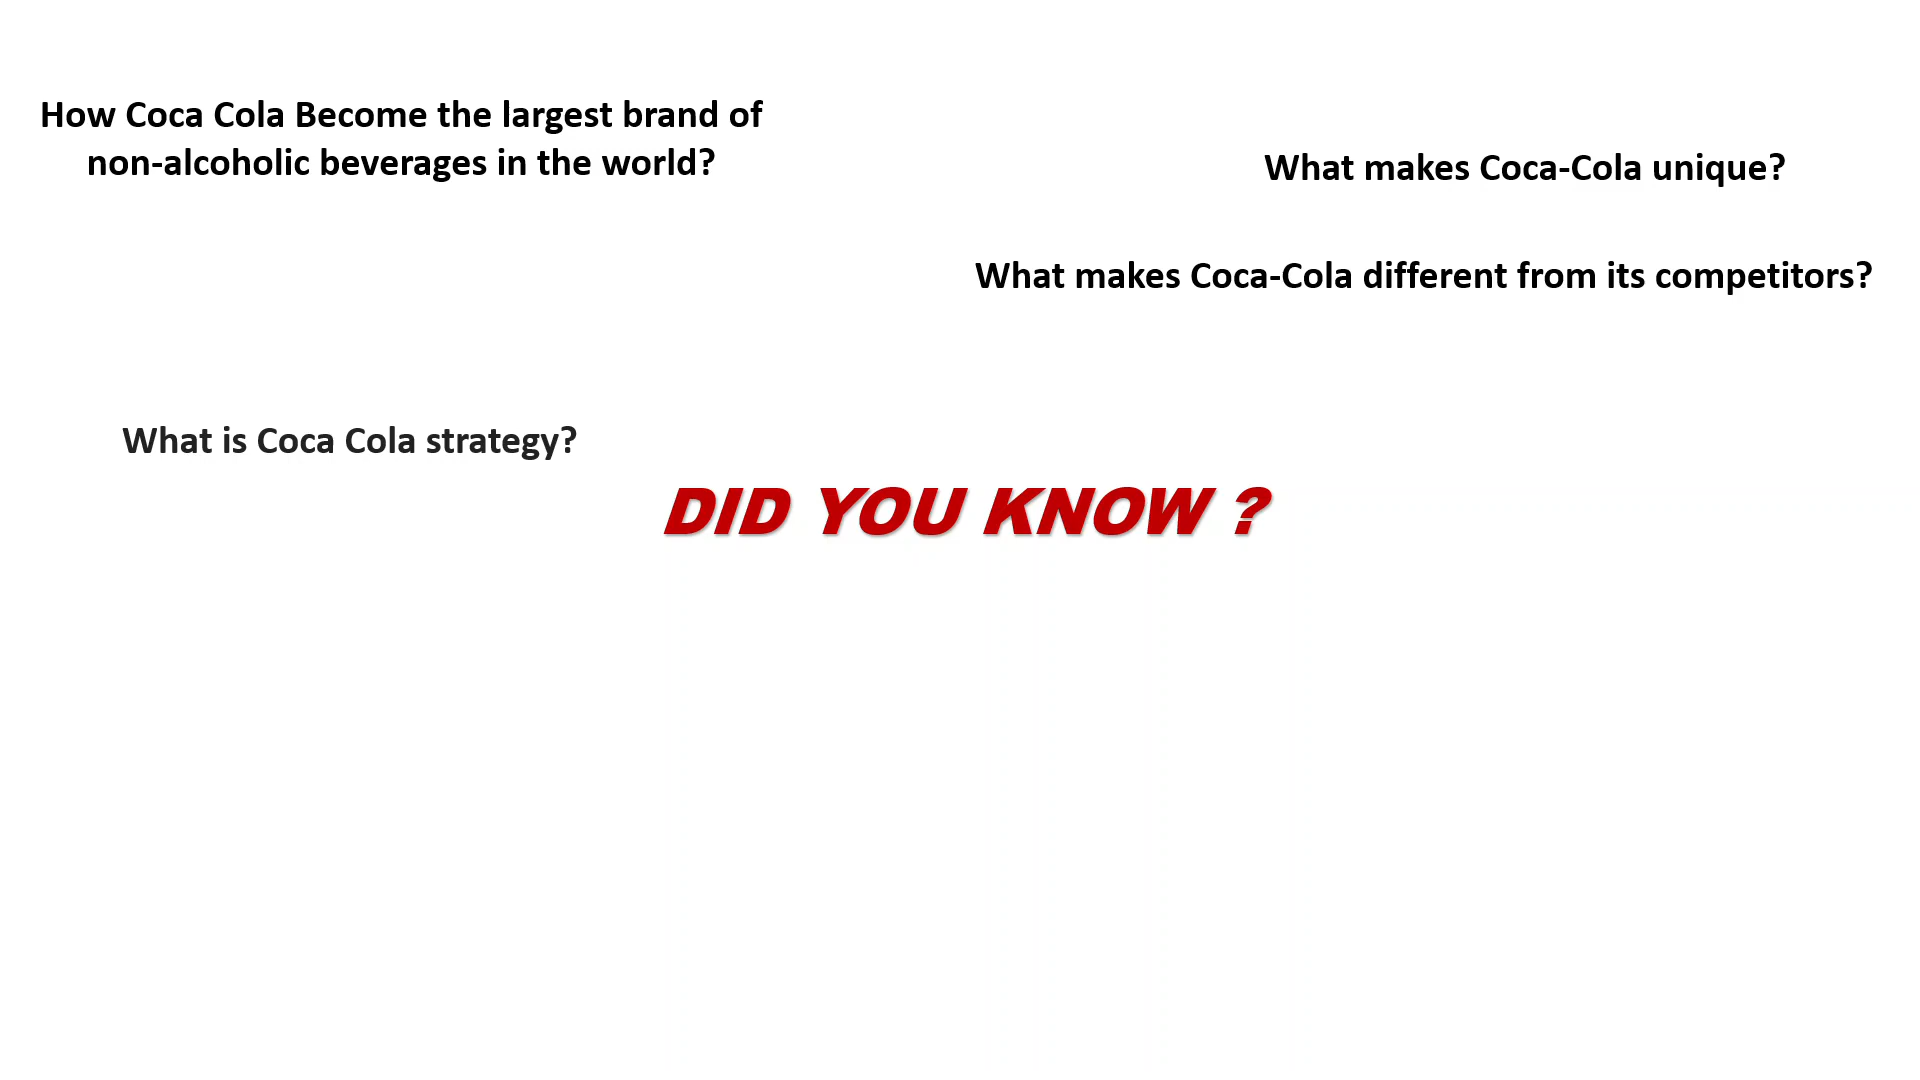 How Coca Cola Become the largest brand of
non-alcoholic beverages in the world?
What makes Coca-Cola unique?
What makes Coca-Cola different from its competitors?
What is Coca Cola strategy?
DID YOU KNOW ?